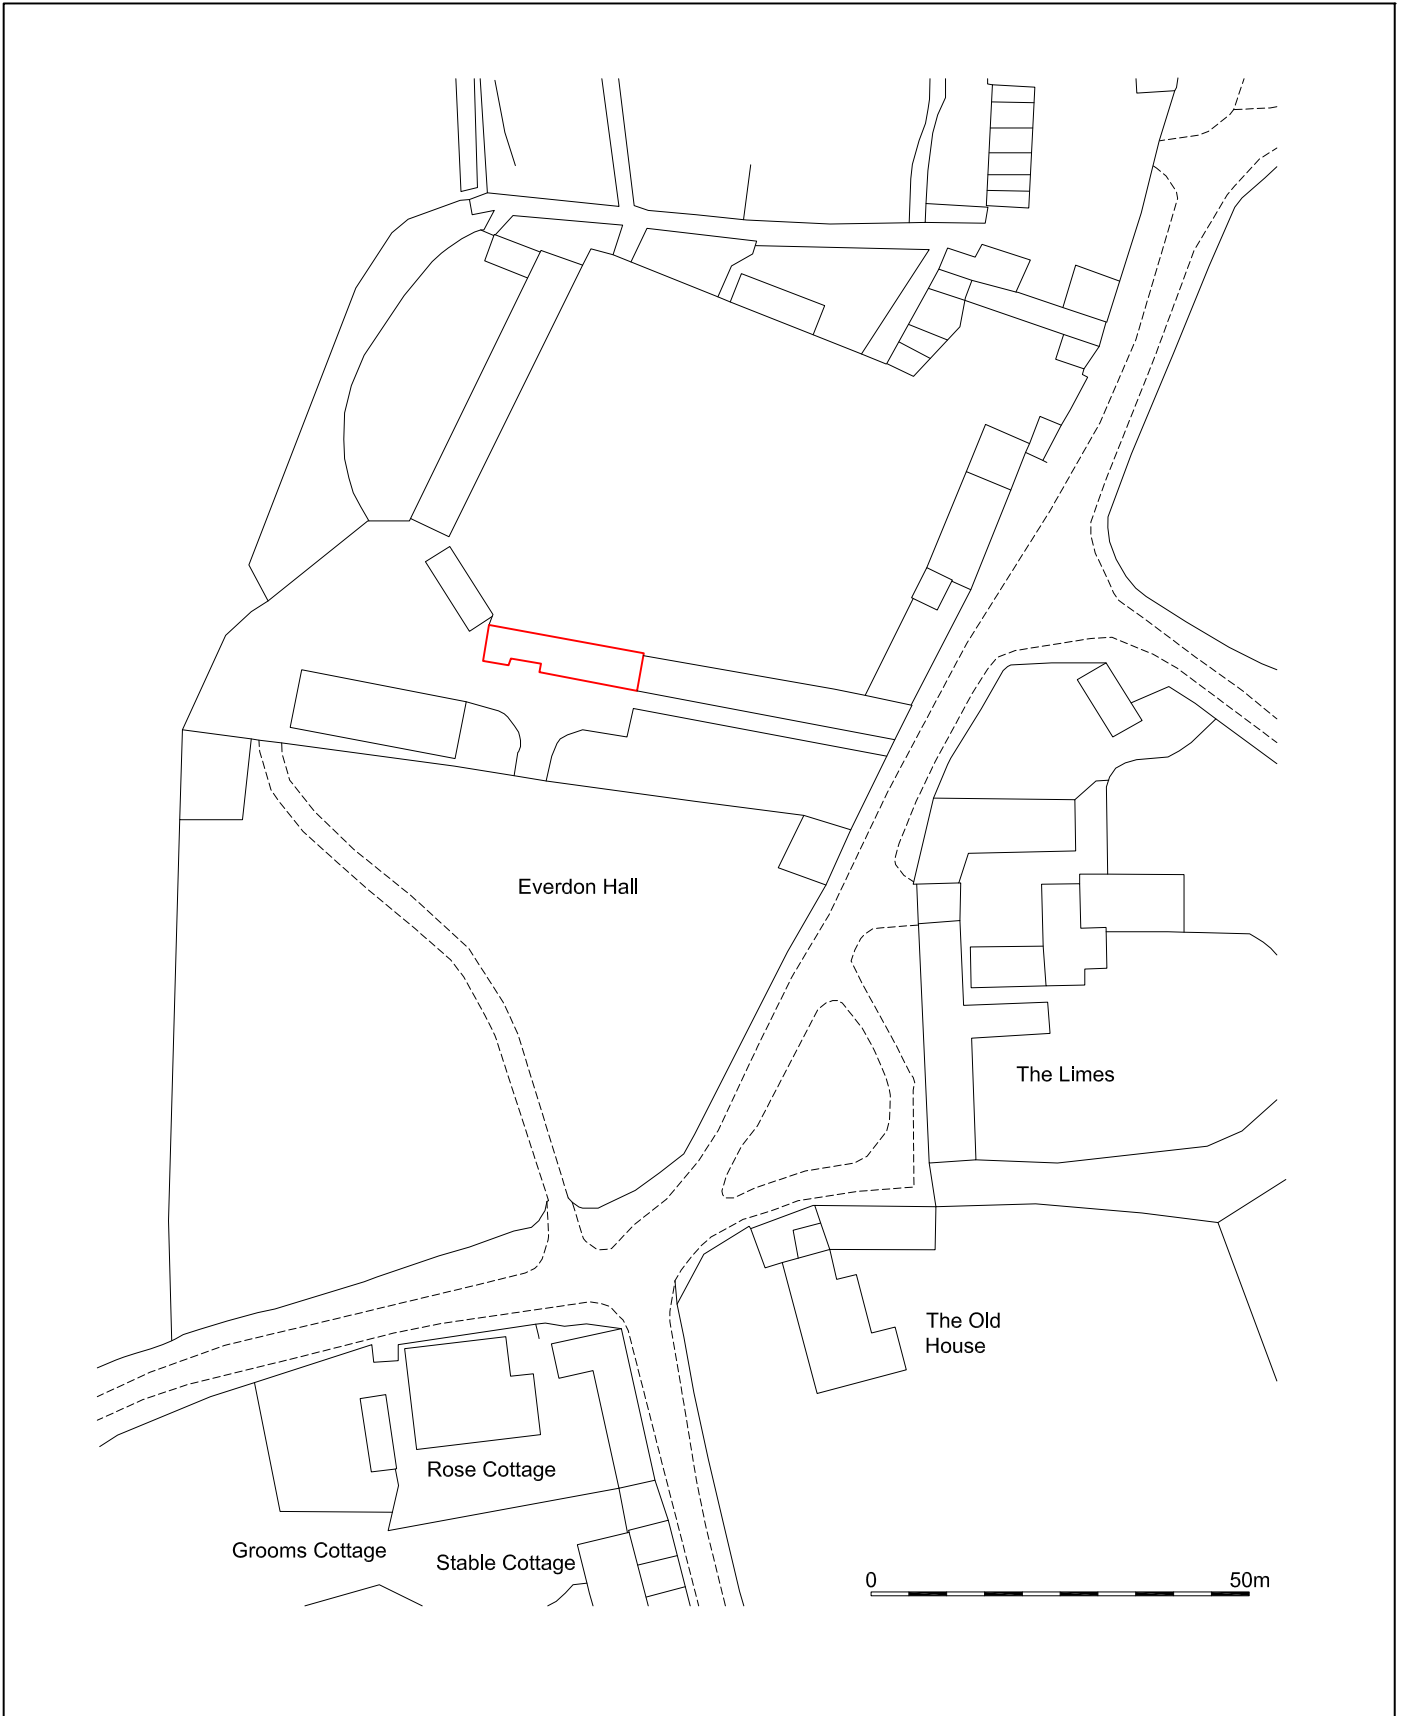 Everdon Hall
The Limes
The Old
House
Rose Cottage
Grooms Cottage
Stable Cottage
0 50m